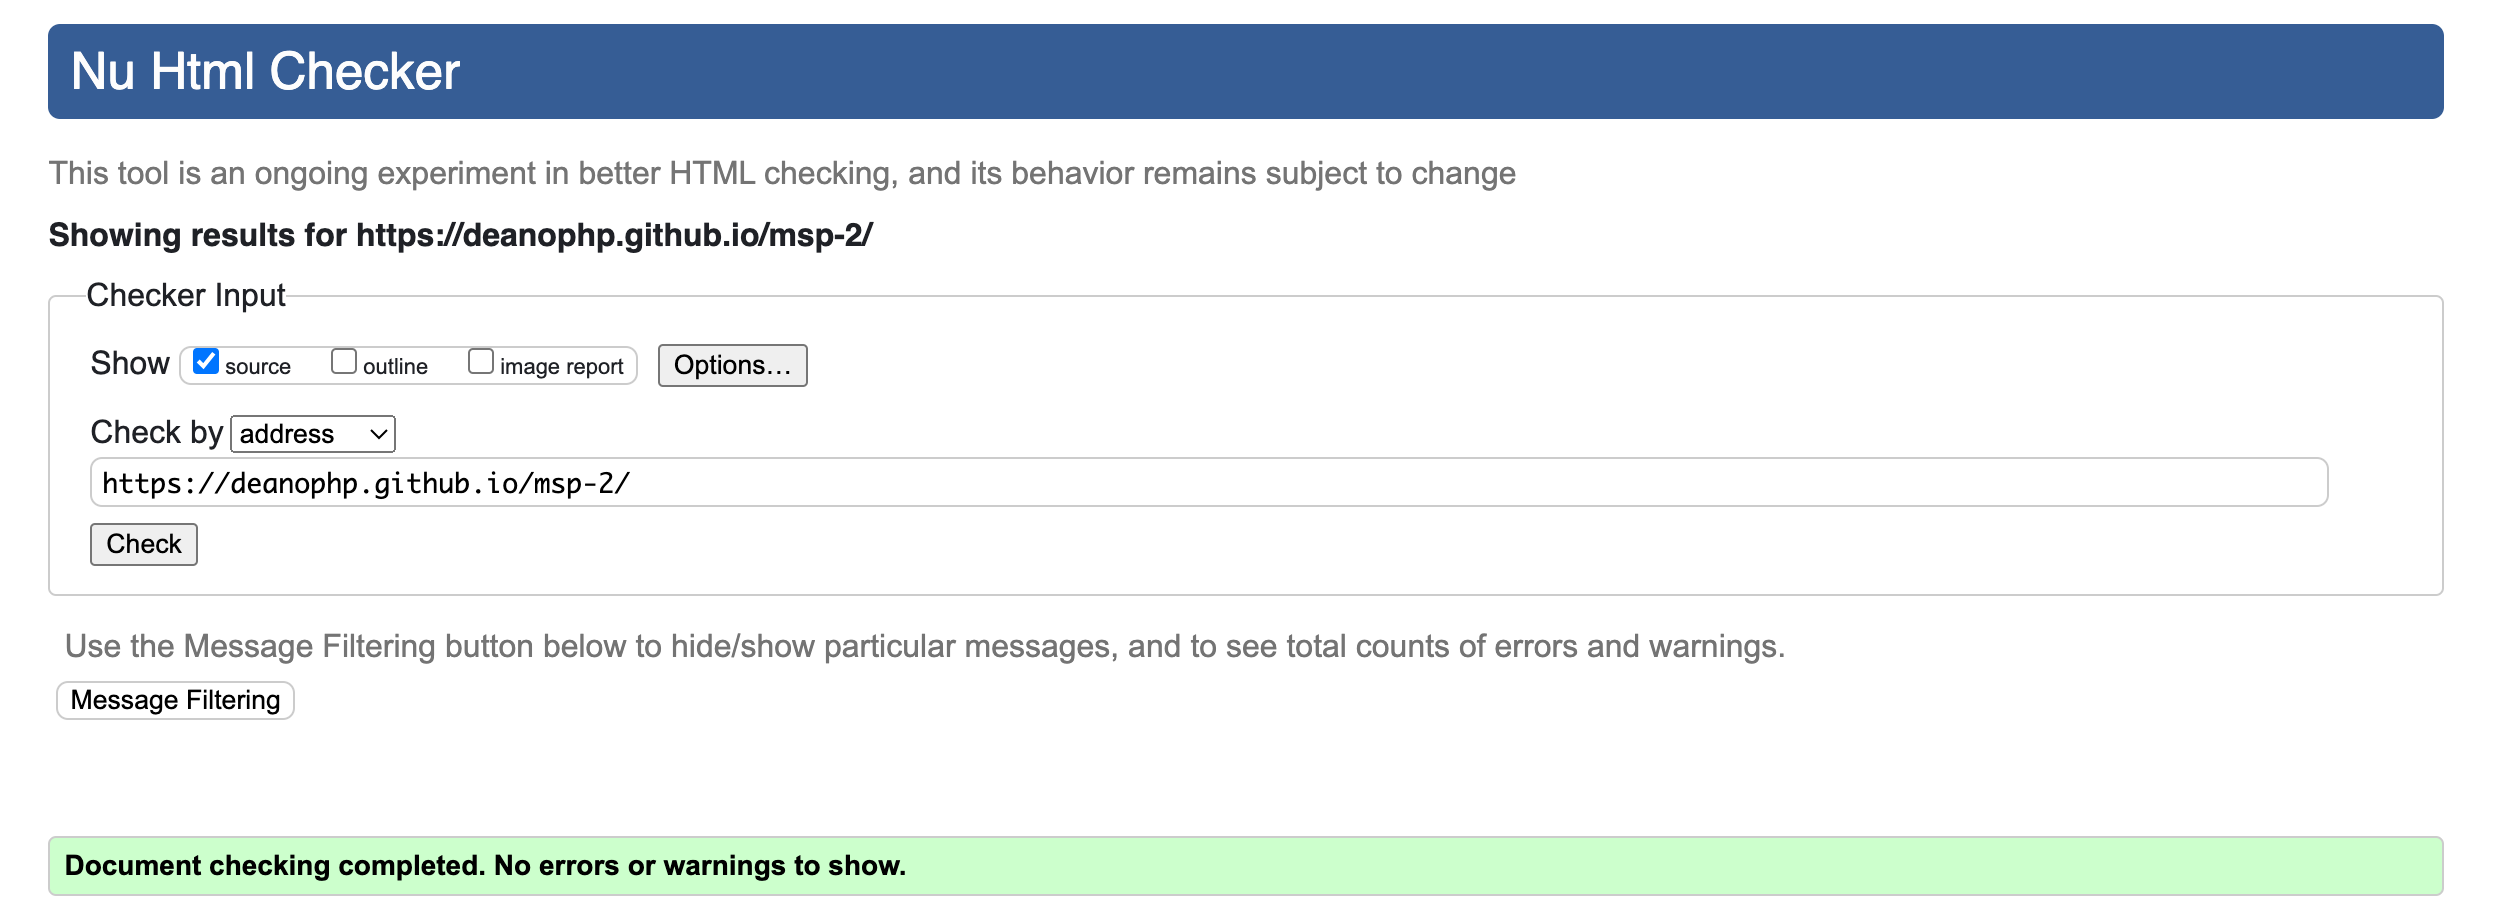 Nu Html Checker
This tool is an ongoing experiment in better HTML checking, and its behavior remains subject to change
Showing results for https://deanophp.github.io/msp-2/
Checker Input
Show source outline image report Options...
Check by address
https://deanophp.github.io/msp-2/
Check
Use the Message Filtering button below to hide/show particular messages, and to see total counts of errors and warnings.
Message Filtering
Document checking completed. No errors or warnings to show.